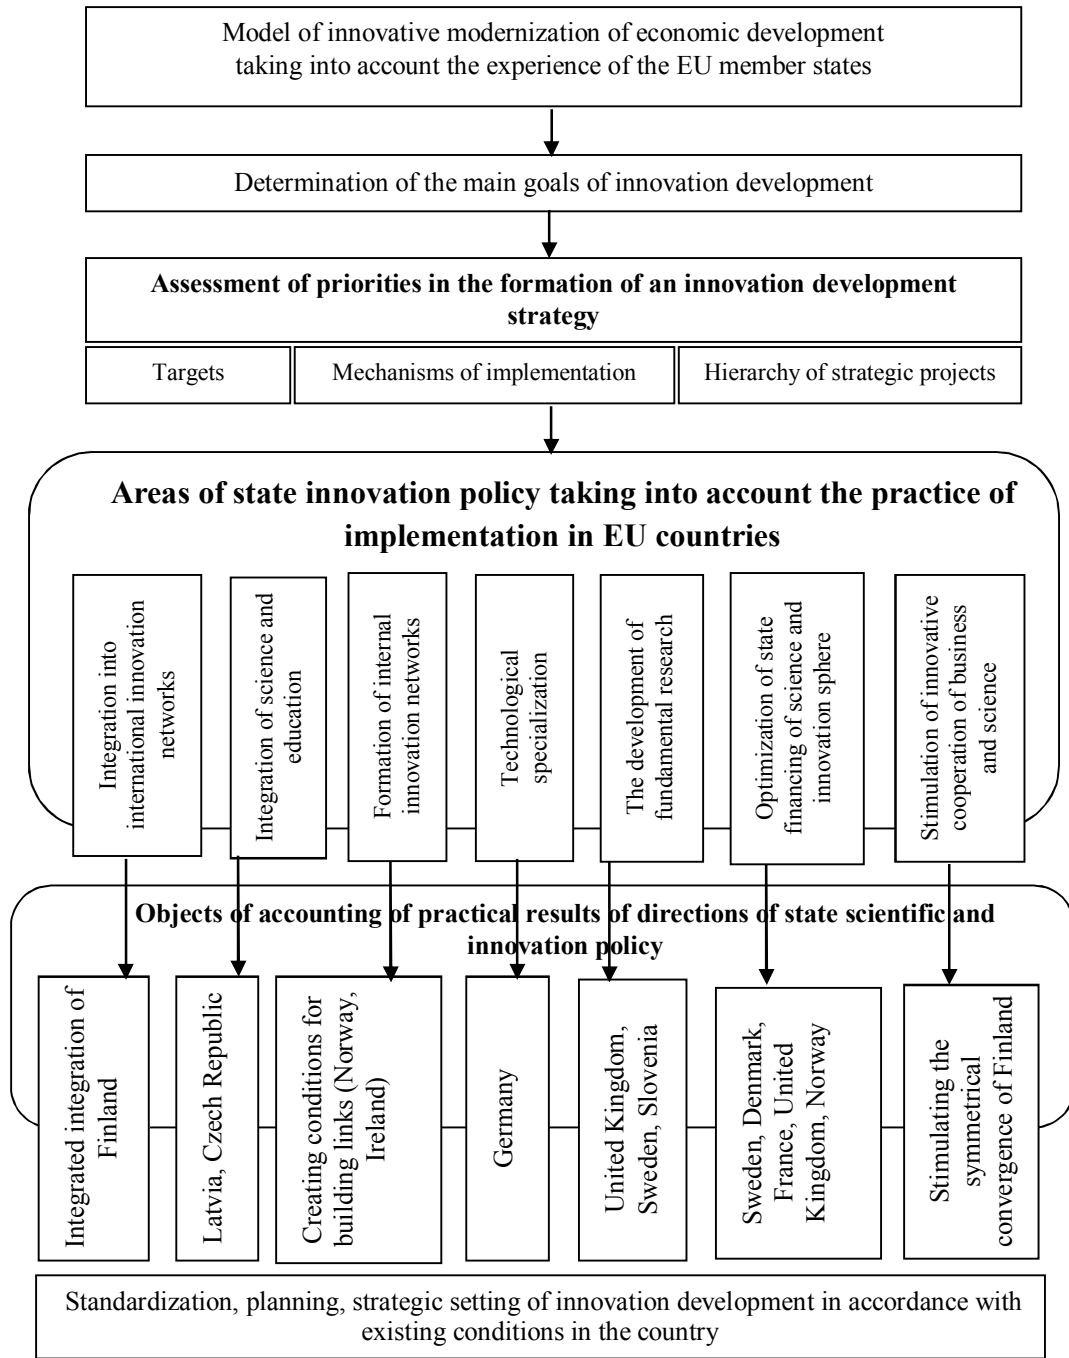 Model of innovative modernization of economic development
taking into account the experience of the EU member states
Determination of the main goals of innovation development
Assessment of priorities in the formation of an innovation development
strategy
Targets
Mechanisms of implementation
Hierarchy of strategic projects
Areas of state innovation policy taking into account the practice of
implementation in EU countries
Integration into
international innovation
networks
Integration of science and
education
Formation of internal
innovation networks
Technological
specialization
The development of
fundamental research
Optimization of state
financing of science and
innovation sphere
Stimulation of innovative
cooperation of business
and science
Objects of accounting of practical results of directions of state scientific and
innovation policy
Integrated integration of
Finland
Latvia, Czech Republic
Creating conditions for
building links (Norway,
Ireland)
Germany
United Kingdom,
Sweden, Slovenia
Sweden, Denmark,
France, United
Kingdom, Norway
Stimulating the
symmetrical
convergence of Finland
Standardization, planning, strategic setting of innovation development in accordance with
existing conditions in the country